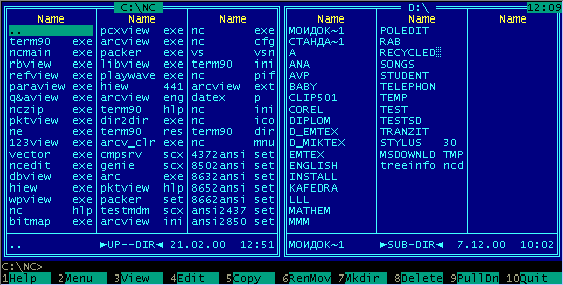 C:\NC D:\ 12:09
Name Name Name Name Name Name
.. pcxview exe nc exe МОИДОК~1 POLEDIT
term90 exe arcview exe nc cfg СТАНДА~1 RAB
ncmain exe packer exe vs vsn A RECYCLED
rbview exe libview exe term90 ini ANA SONGS
refview exe playwave exe nc pif AVP STUDENT
paraview exe hiew 441 arcview ext BABY TELEPHON
q&aview exe arcview eng datex p CLIP501 TEMP
nczip exe term90 hlp nc ini COREL TEST
pktview exe dir2dir exe nc ico DIPLOM TESTSD
ne exe term90 res term90 dir D_EMTEX TRANZIT
123view exe arcv_clr exe nc mnu D_MIKTEX STYLUS 30
vector exe cmpsrv scx 4372ansi set EMTEX MSDOWNLD TMP
ncedit exe genie scx 8502ansi set ENGLISH treeinfo ncd
dbview exe arc exe 8632ansi set INSTALL
hiew exe pktview hlp 8652ansi set KAFEDRA
wpview exe packer set 8662ansi set LLL
nc hlp testmdm scx ansi2437 set MATHEM
bitmap exe arcview ini ansi2850 set MMM
.. ►UP--DIR◄ 21.02.00 12:51 МОИДОК~1 ►SUB-DIR◄ 7.12.00 10:02
C:\NC>
1Help 2Menu 3View 4Edit 5Copy 6RenMov 7Mkdir 8Delete 9PullDn 10Quit